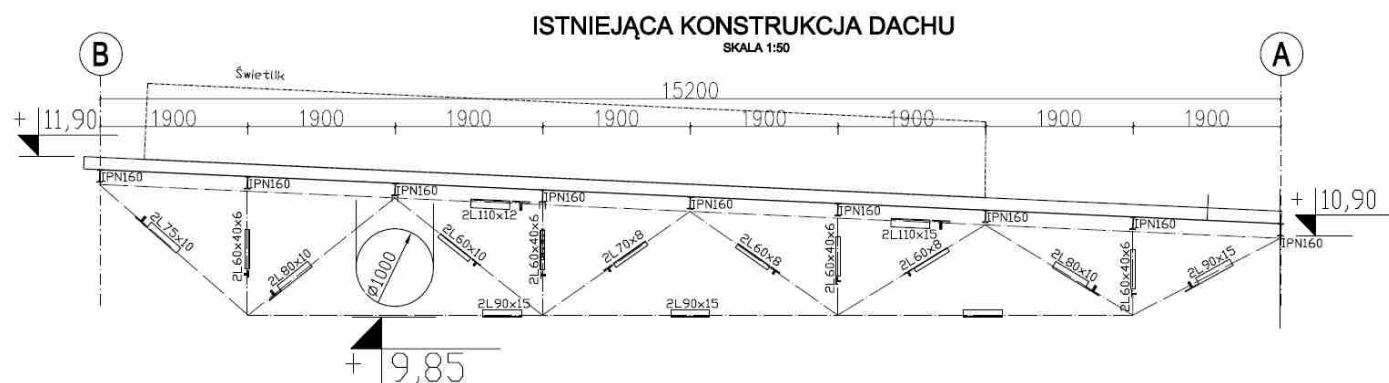 ISTNIEJĄCA KONSTRUKCJA DACHU
SKALA 1:50
B
A
Świetlik
15200
+ 11,90
1900 1900 1900 1900 1900 1900 1900 1900
+ 10,90
IPN160 IPN160 IPN160 IPN160 IPN160 IPN160 IPN160 IPN160 IPN160
2L110x12
2L110x15
2L75x10
2L60x40x6
2L80x10
Ø1000
2L60x10
2L60x40x6
2L70x8
2L60x8
2L60x40x6
2L60x8
2L80x10
2L60x40x6
2L90x15
2L90x15
2L90x15
+ 9,85